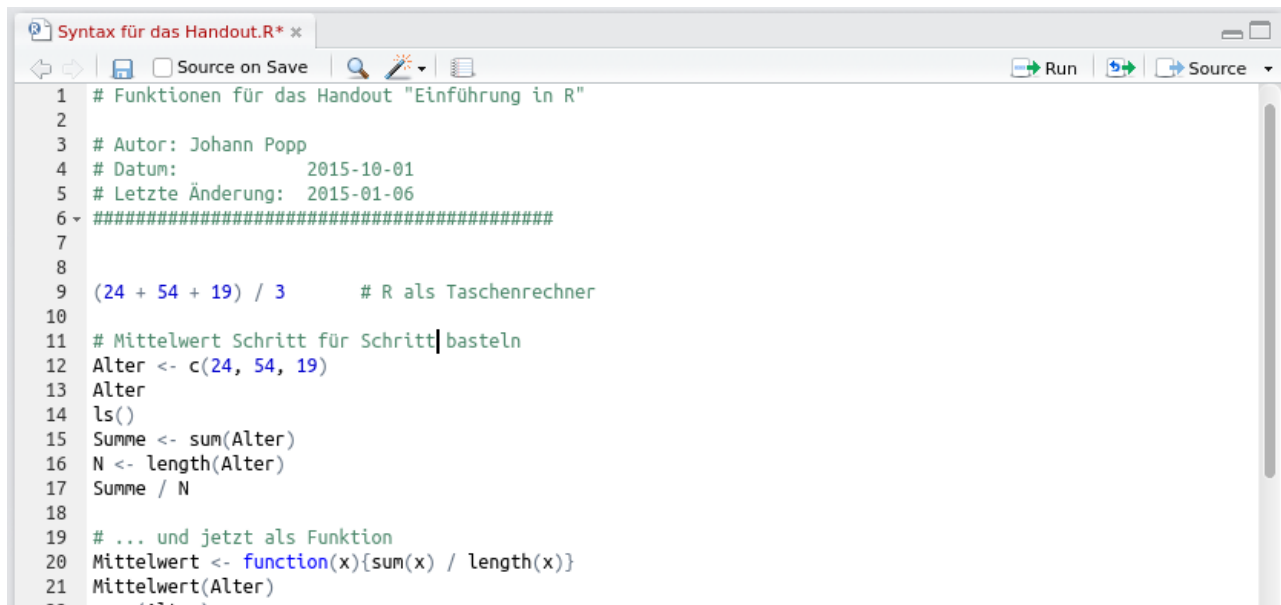 Syntax für das Handout.R*
Source on Save Run Source
1 # Funktionen für das Handout "Einführung in R"
2
3 # Autor: Johann Popp
4 # Datum: 2015-10-01
5 # Letzte Änderung: 2015-01-06
6 ###########################################
7
8
9 (24 + 54 + 19) / 3 # R als Taschenrechner
10
11 # Mittelwert Schritt für Schritt basteln
12 Alter <- c(24, 54, 19)
13 Alter
14 ls()
15 Summe <- sum(Alter)
16 N <- length(Alter)
17 Summe / N
18
19 # ... und jetzt als Funktion
20 Mittelwert <- function(x){sum(x) / length(x)}
21 Mittelwert(Alter)